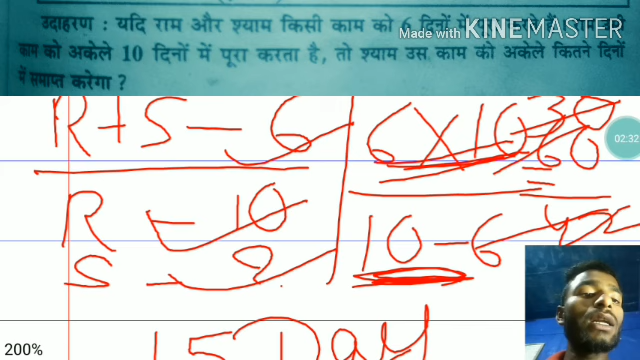 उदाहरण : यदि राम और श्याम किसी काम को 6 दिनों में
Made with KINEMASTER
काम को अकेले 10 दिनों में पूरा करता है, तो श्याम उस काम को अकेले कितने दिनों
में समाप्त करेगा ?
R+S - 6
6×10
60
02:32
R - 10
10-6
S - ?
15 Day
200%